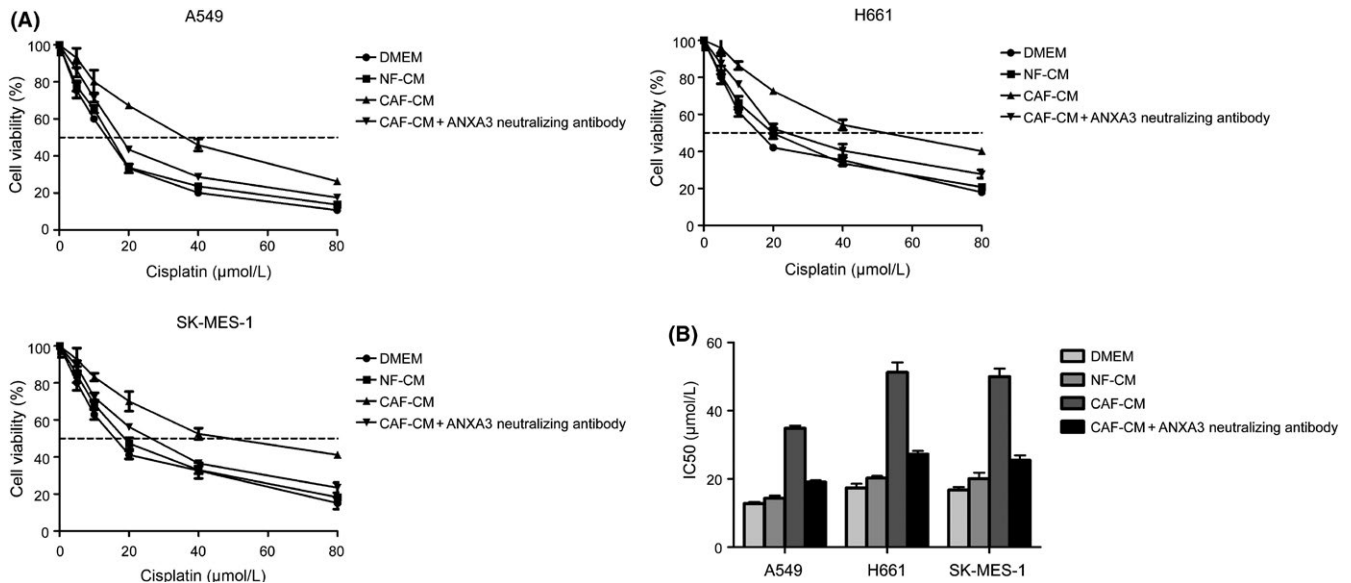 (A)
A549
Cell viability (%)
100
80
60
40
20
0
0 20 40 60 80
Cisplatin (µmol/L)
DMEM
NF-CM
CAF-CM
CAF-CM + ANXA3 neutralizing antibody
H661
Cell viability (%)
100
80
60
40
20
0
0 20 40 60 80
Cisplatin (µmol/L)
DMEM
NF-CM
CAF-CM
CAF-CM + ANXA3 neutralizing antibody
SK-MES-1
Cell viability (%)
100
80
60
40
20
0
0 20 40 60 80
Cisplatin (µmol/L)
DMEM
NF-CM
CAF-CM
CAF-CM + ANXA3 neutralizing antibody
(B)
IC50 (µmol/L)
60
40
20
0
A549 H661 SK-MES-1
DMEM
NF-CM
CAF-CM
CAF-CM + ANXA3 neutralizing antibody